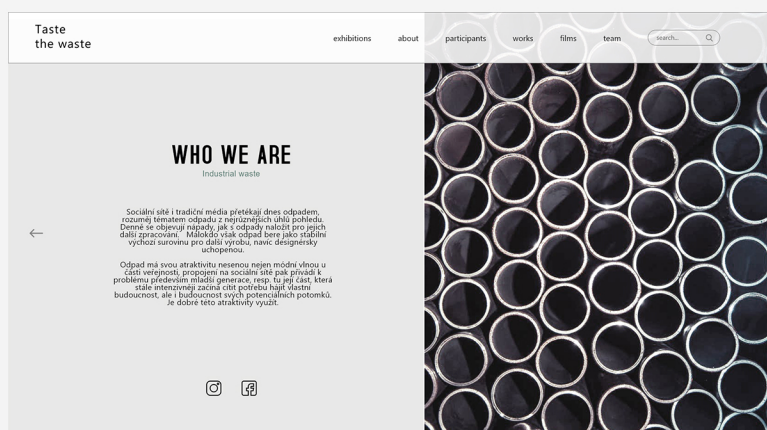 Taste
the waste
exhibitions
about
participants
works
films
team
search...
WHO WE ARE
Industrial waste
Sociální sítě i tradiční média přetékají dnes odpadem,
rozuměj tématem odpadu z nejrůznějších úhlů pohledu.
Denně se objevují nápady, jak s odpady naložit pro jejich
další zpracování. Málokdo však odpad bere jako stabilní
výchozí surovinu pro další výrobu, navíc designérsky
uchopenou.
Odpad má svou atraktivitu nesenou nejen módní vlnou u
části veřejnosti, propojení na sociální sítě pak přivádí k
problému především mladší generace, resp. tu její část, která
stále intenzivněji začíná cítit potřebu hájit vlastní
budoucnost, ale i budoucnost svých potenciálních potomků.
Je dobré této atraktivity využít.